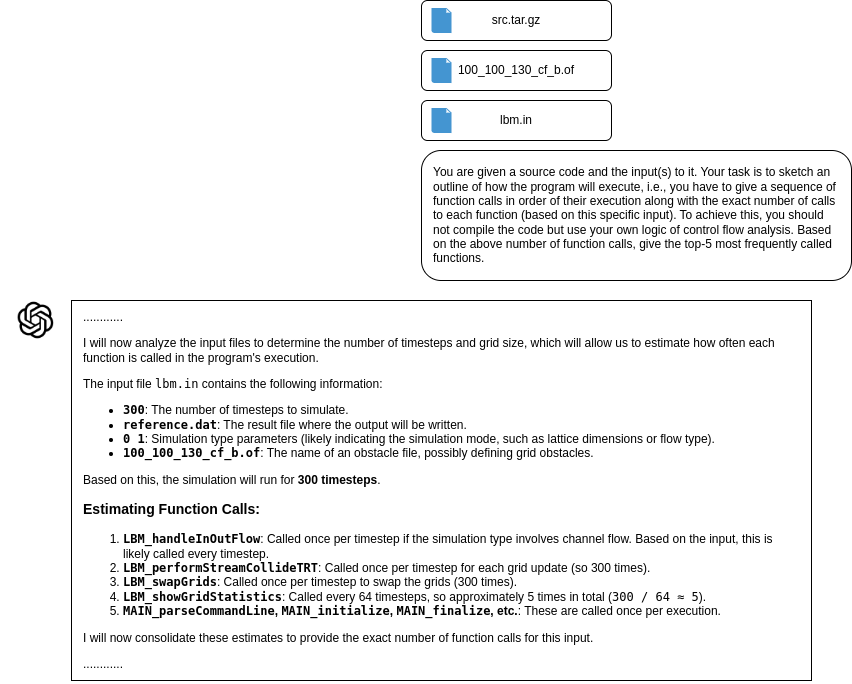 src.tar.gz
100_100_130_cf_b.of
lbm.in
You are given a source code and the input(s) to it. Your task is to sketch an
outline of how the program will execute, i.e., you have to give a sequence of
function calls in order of their execution along with the exact number of calls
to each function (based on this specific input). To achieve this, you should
not compile the code but use your own logic of control flow analysis. Based
on the above number of function calls, give the top-5 most frequently called
functions.
............
I will now analyze the input files to determine the number of timesteps and grid size, which will allow us to estimate how often each
function is called in the program's execution.
The input file lbm.in contains the following information:
• 300: The number of timesteps to simulate.
• reference.dat: The result file where the output will be written.
• 0 1: Simulation type parameters (likely indicating the simulation mode, such as lattice dimensions or flow type).
• 100_100_130_cf_b.of: The name of an obstacle file, possibly defining grid obstacles.
Based on this, the simulation will run for 300 timesteps.
Estimating Function Calls:
1. LBM_handleInOutFlow: Called once per timestep if the simulation type involves channel flow. Based on the input, this is
likely called every timestep.
2. LBM_performStreamCollideTRT: Called once per timestep for each grid update (so 300 times).
3. LBM_swapGrids: Called once per timestep to swap the grids (300 times).
4. LBM_showGridStatistics: Called every 64 timesteps, so approximately 5 times in total (300 / 64 ≈ 5).
5. MAIN_parseCommandLine, MAIN_initialize, MAIN_finalize, etc.: These are called once per execution.
I will now consolidate these estimates to provide the exact number of function calls for this input.
............